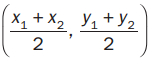 (x₁ + x₂ / 2, y₁ + y₂ / 2)